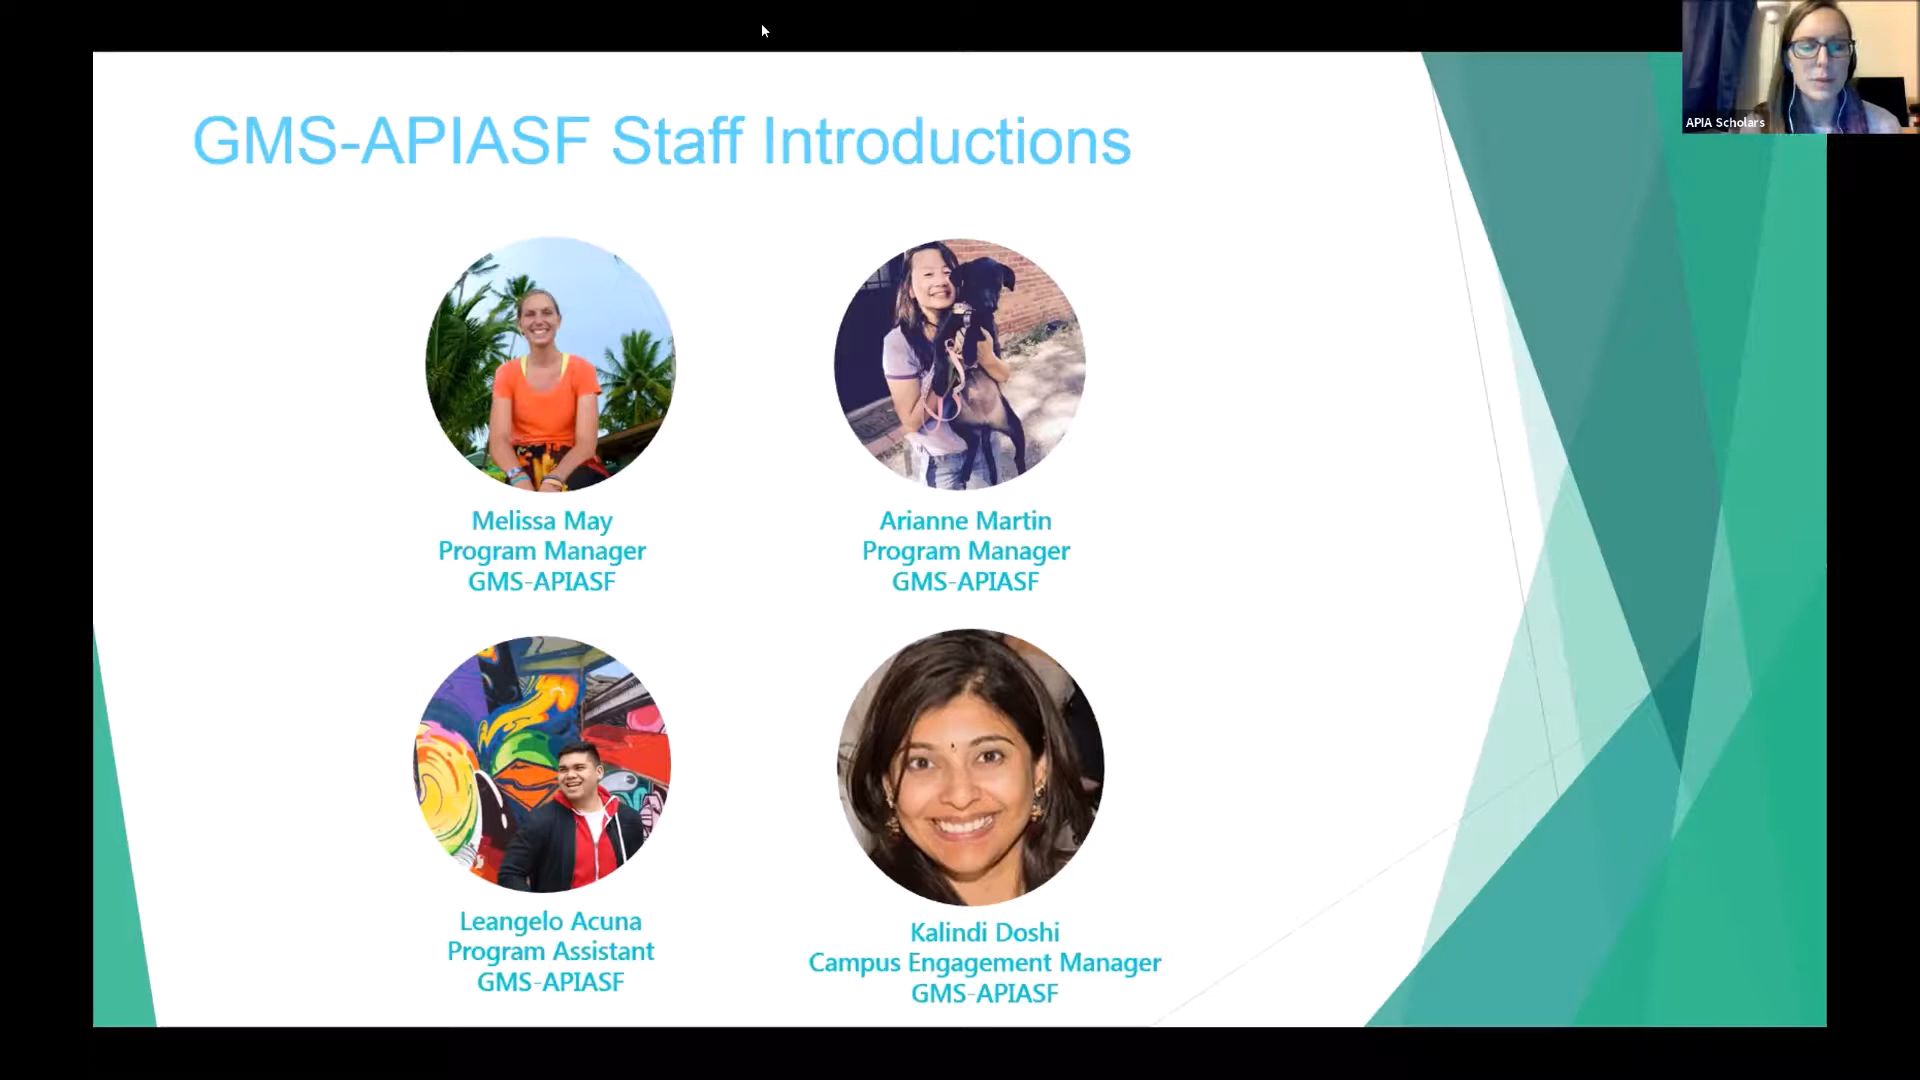 GMS-APIASF Staff Introductions
APIA Scholars
Melissa May
Program Manager
GMS-APIASF
Arianne Martin
Program Manager
GMS-APIASF
Leangelo Acuna
Program Assistant
GMS-APIASF
Kalindi Doshi
Campus Engagement Manager
GMS-APIASF